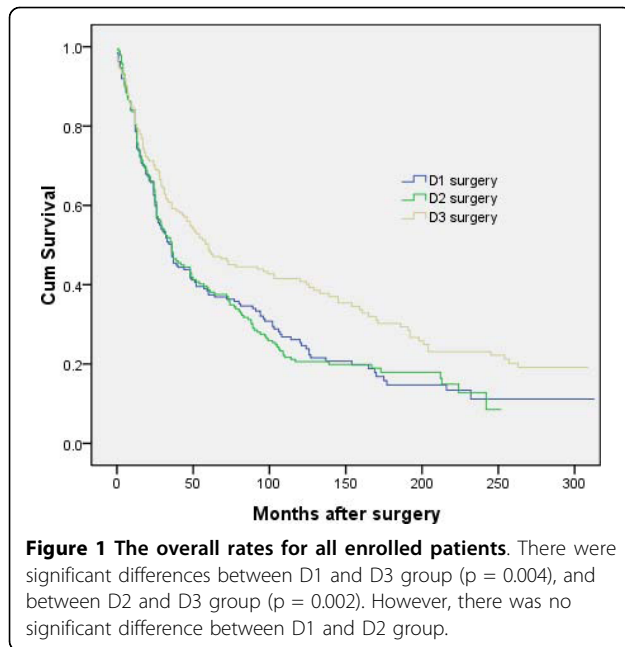 1.0
0.8
0.6
0.4
0.2
0.0
Cum Survival
D1 surgery
D2 surgery
D3 surgery
0 50 100 150 200 250 300
Months after surgery
Figure 1 The overall rates for all enrolled patients. There were
significant differences between D1 and D3 group (p = 0.004), and
between D2 and D3 group (p = 0.002). However, there was no
significant difference between D1 and D2 group.